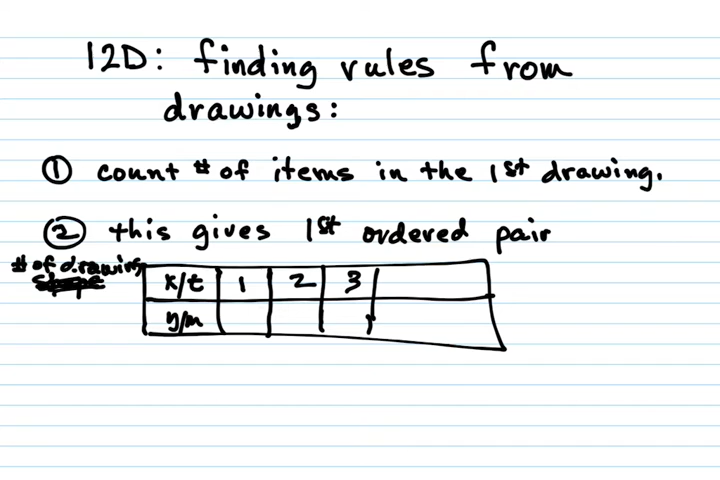 12D: finding rules from
drawings:
① count # of items in the 1st drawing.
② this gives 1st ordered pair
# of drawing
shape
x/t 1 2 3
y/m